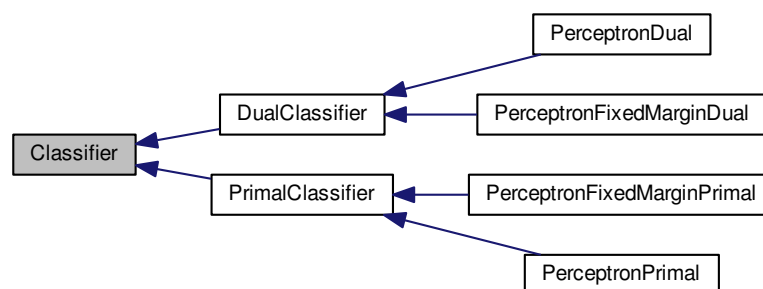 PerceptronDual
DualClassifier
PerceptronFixedMarginDual
Classifier
PrimalClassifier
PerceptronFixedMarginPrimal
PerceptronPrimal